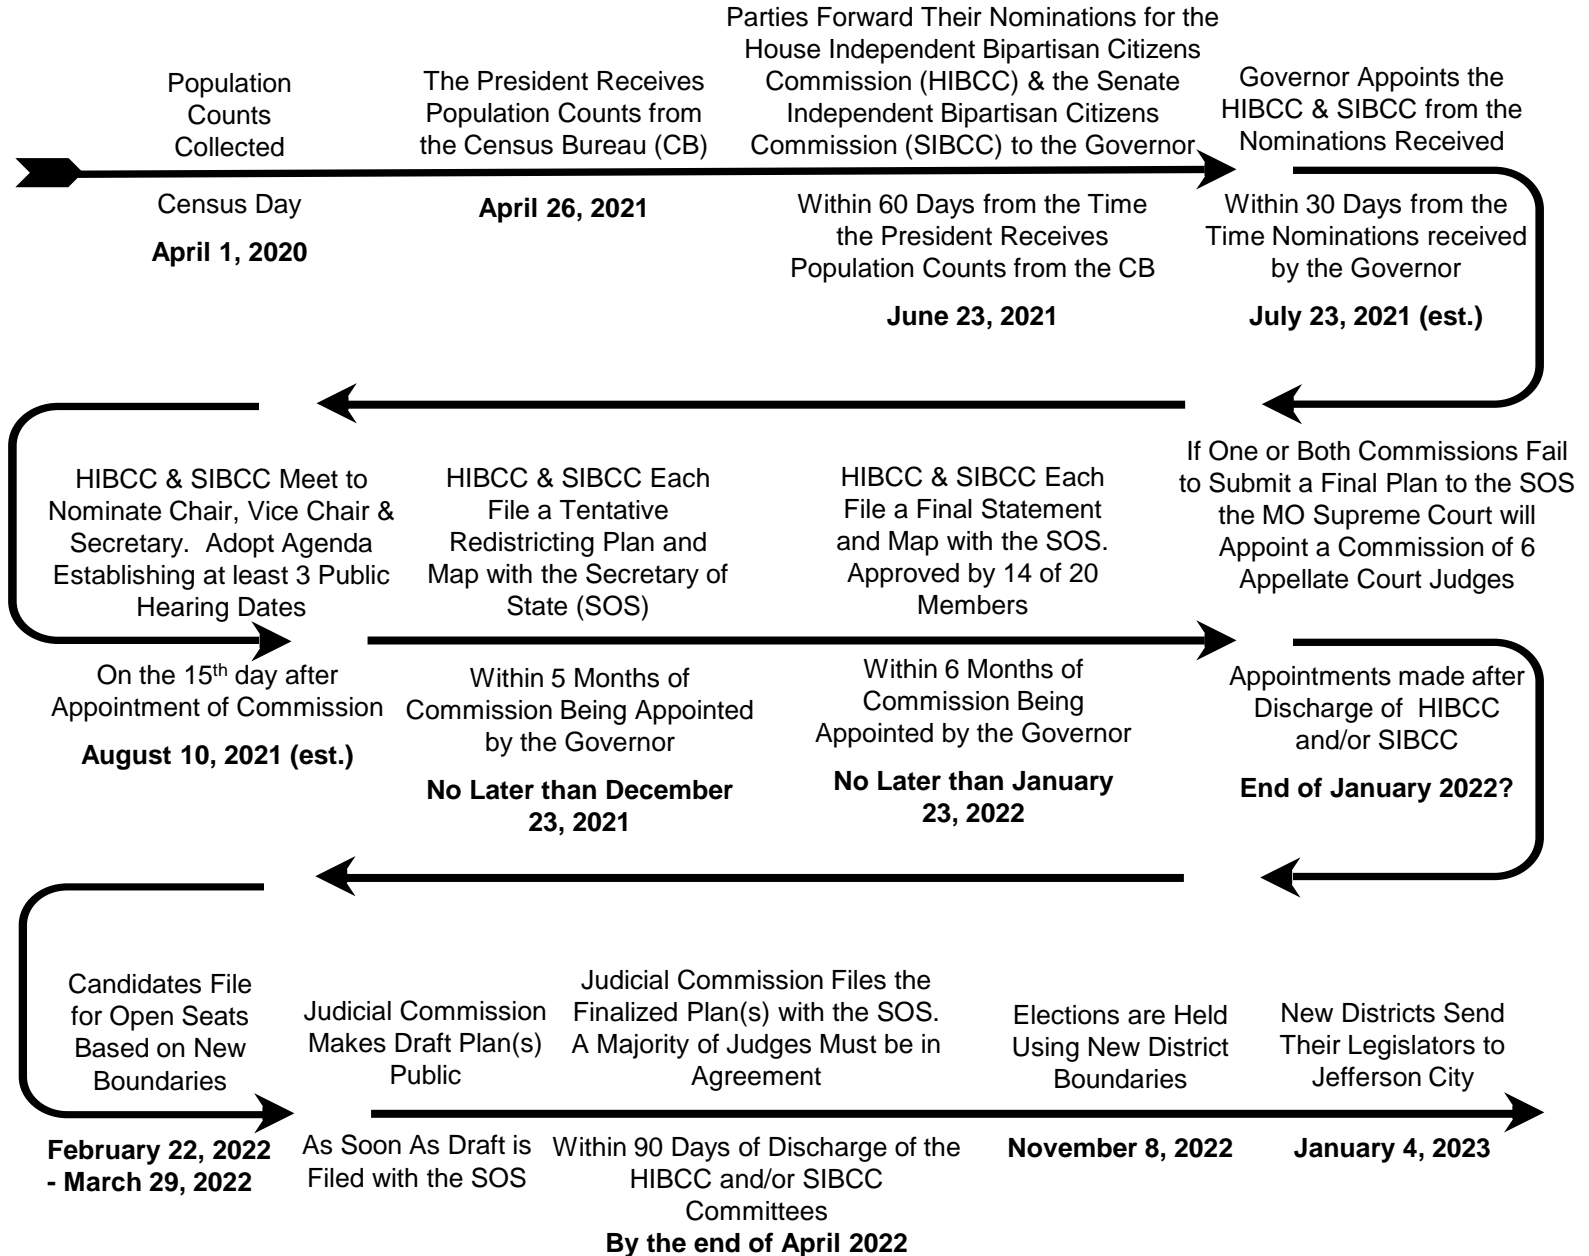 Population
Counts
Collected
Census Day
April 1, 2020
The President Receives
Population Counts from
the Census Bureau (CB)
April 26, 2021
Parties Forward Their Nominations for the
House Independent Bipartisan Citizens
Commission (HIBCC) & the Senate
Independent Bipartisan Citizens
Commission (SIBCC) to the Governor
Within 60 Days from the Time
the President Receives
Population Counts from the CB
June 23, 2021
Governor Appoints the
HIBCC & SIBCC from the
Nominations Received
Within 30 Days from the
Time Nominations received
by the Governor
July 23, 2021 (est.)
HIBCC & SIBCC Meet to
Nominate Chair, Vice Chair &
Secretary.  Adopt Agenda
Establishing at least 3 Public
Hearing Dates
On the 15th day after
Appointment of Commission
August 10, 2021 (est.)
HIBCC & SIBCC Each
File a Tentative
Redistricting Plan and
Map with the Secretary of
State (SOS)
Within 5 Months of
Commission Being Appointed
by the Governor
No Later than December
23, 2021
HIBCC & SIBCC Each
File a Final Statement
and Map with the SOS.
Approved by 14 of 20
Members
Within 6 Months of
Commission Being
Appointed by the Governor
No Later than January
23, 2022
If One or Both Commissions Fail
to Submit a Final Plan to the SOS
the MO Supreme Court will
Appoint a Commission of 6
Appellate Court Judges
Appointments made after
Discharge of  HIBCC
and/or SIBCC
End of January 2022?
Candidates File
for Open Seats
Based on New
Boundaries
February 22, 2022
- March 29, 2022
Judicial Commission
Makes Draft Plan(s)
Public
As Soon As Draft is
Filed with the SOS
Judicial Commission Files the
Finalized Plan(s) with the SOS.
A Majority of Judges Must be in
Agreement
Within 90 Days of Discharge of the
HIBCC and/or SIBCC
Committees
By the end of April 2022
Elections are Held
Using New District
Boundaries
November 8, 2022
New Districts Send
Their Legislators to
Jefferson City
January 4, 2023